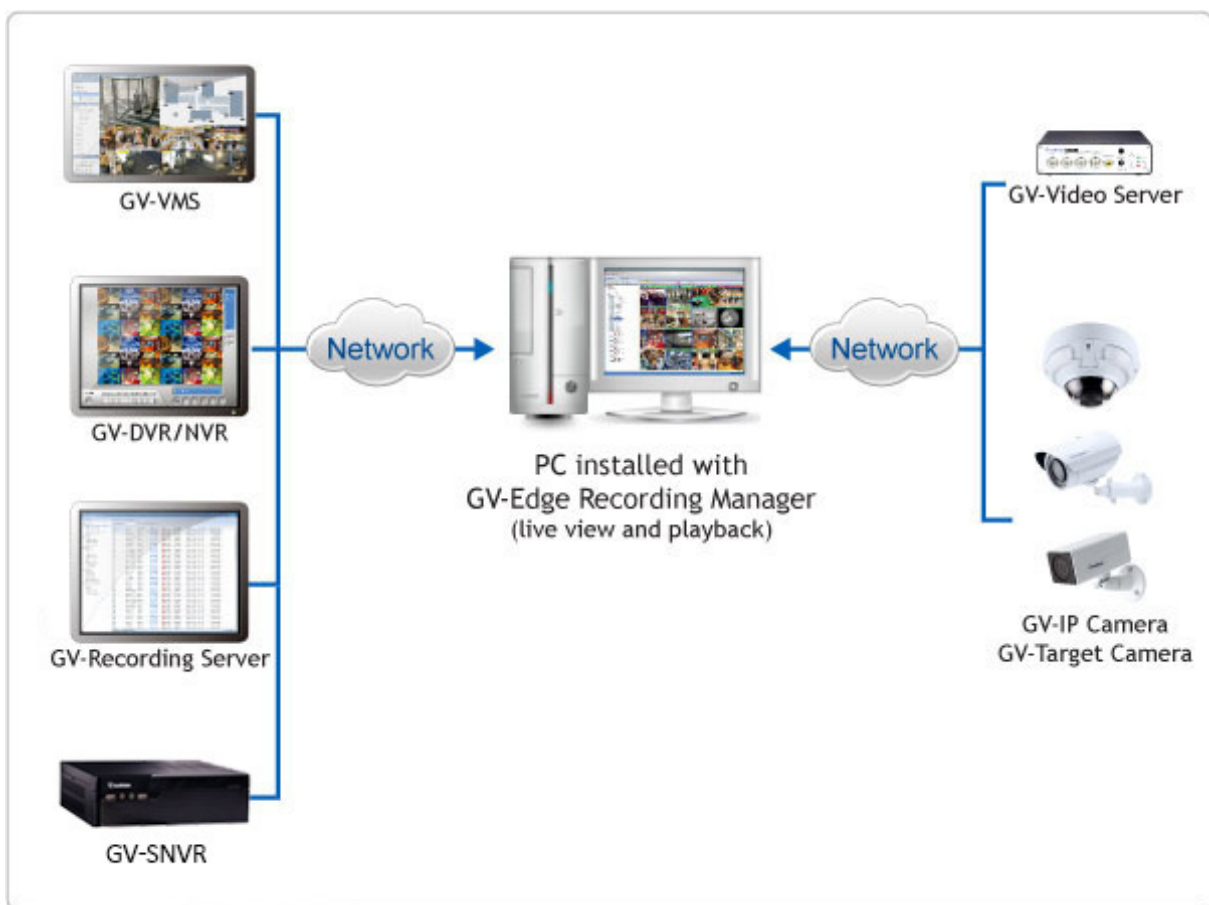 GV-VMS
GV-DVR/NVR
GV-Recording Server
GV-SNVR
Network
PC installed with
GV-Edge Recording Manager
(live view and playback)
Network
GV-Video Server
GV-IP Camera
GV-Target Camera